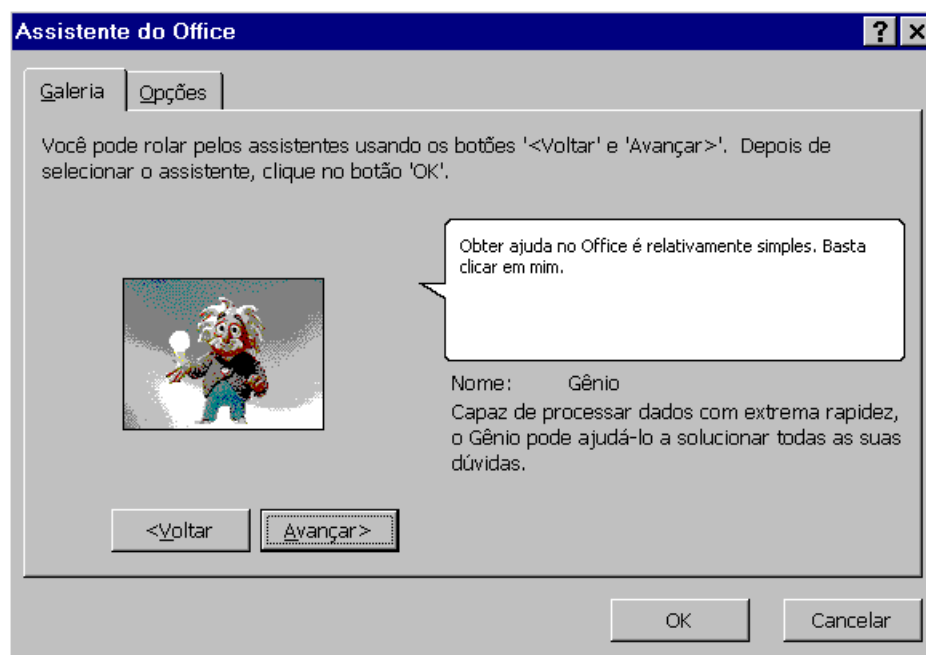 Assistente do Office
Galeria
Opções
Você pode rolar pelos assistentes usando os botões '<Voltar' e 'Avançar>'. Depois de
selecionar o assistente, clique no botão 'OK'.
Obter ajuda no Office é relativamente simples. Basta
clicar em mim.
Nome: Gênio
Capaz de processar dados com extrema rapidez,
o Gênio pode ajudá-lo a solucionar todas as suas
dúvidas.
<Voltar
Avançar>
OK
Cancelar